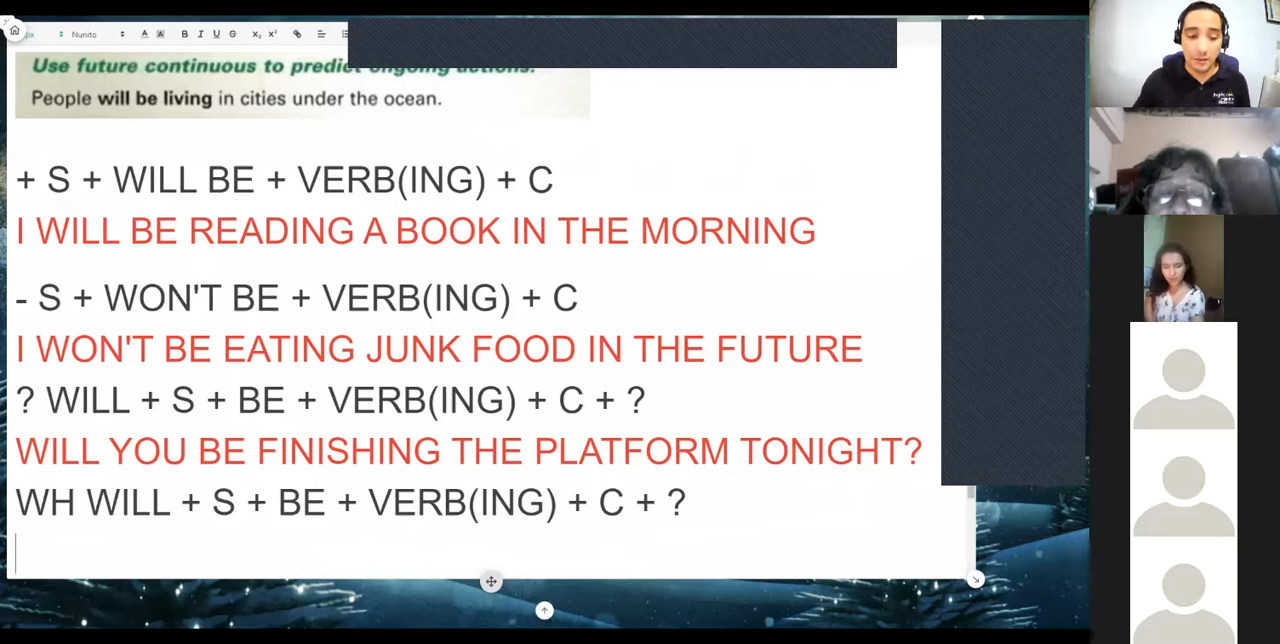 Nunito
B I U S X₂ X²
Use future continuous to predict ongoing actions.
People will be living in cities under the ocean.
+ S + WILL BE + VERB(ING) + C
I WILL BE READING A BOOK IN THE MORNING
- S + WON'T BE + VERB(ING) + C
I WON'T BE EATING JUNK FOOD IN THE FUTURE
? WILL + S + BE + VERB(ING) + C + ?
WILL YOU BE FINISHING THE PLATFORM TONIGHT?
WH WILL + S + BE + VERB(ING) + C + ?